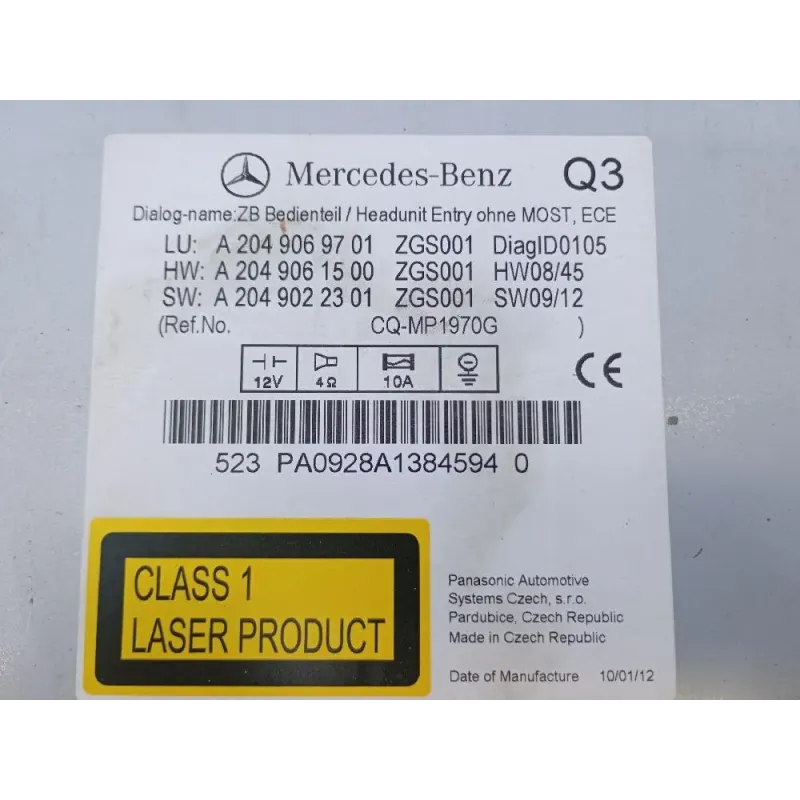 Mercedes-Benz Q3
Dialog-name:ZB Bedienteil / Headunit Entry ohne MOST, ECE
LU: A 204 906 97 01 ZGS001 DiagID0105
HW: A 204 906 15 00 ZGS001 HW08/45
SW: A 204 902 23 01 ZGS001 SW09/12
(Ref.No. CQ-MP1970G )
12V 4Ω 10A
CE
523 PA0928A1384594 0
CLASS 1
LASER PRODUCT
Panasonic Automotive
Systems Czech, s.r.o.
Pardubice, Czech Republic
Made in Czech Republic
Date of Manufacture 10/01/12